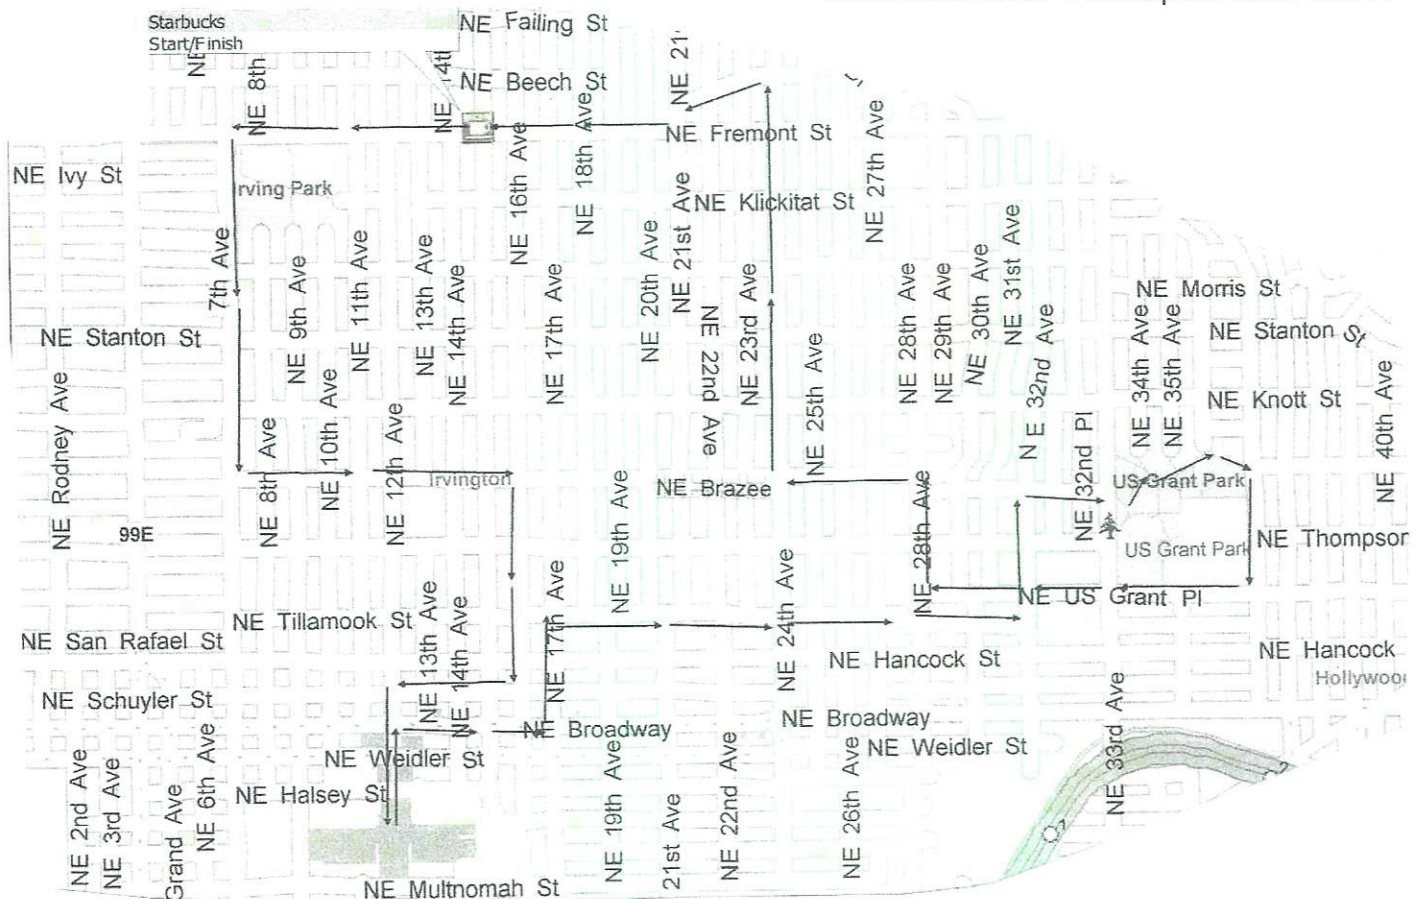 Starbucks
Start/Finish
NE Failing St
NE 8th
NE Beech St
NE 21
NE Fremont St
NE Ivy St
Irving Park
NE 16th Ave
NE 18th Ave
NE 27th Ave
NE Klickitat St
7th Ave
NE 9th Ave
NE 11th Ave
NE 13th Ave
NE 14th Ave
NE 17th Ave
NE 20th Ave
NE 21st Ave
NE 22nd Ave
NE 23rd Ave
NE 25th Ave
NE 28th Ave
NE 29th Ave
NE 30th Ave
NE 31st Ave
NE 32nd Ave
NE Morris St
NE 34th Ave
NE 35th Ave
NE Stanton St
NE Stanton St
NE Knott St
NE 40th Ave
NE Rodney Ave
99E
NE 8th Ave
NE 10th Ave
NE 12th Ave
Irvington
NE Brazee
NE 19th Ave
NE 28th Ave
NE 32nd Pl
US Grant Park
US Grant Park
NE Thompson
NE US Grant Pl
NE Tillamook St
NE San Rafael St
NE 13th Ave
NE 14th Ave
NE 17th Ave
NE 24th Ave
NE Hancock St
NE Hancock
Hollywoo
NE Schuyler St
NE Broadway
NE Broadway
NE Weidler St
NE Weidler St
NE Halsey St
NE 2nd Ave
NE 3rd Ave
Grand Ave
NE 6th Ave
NE 19th Ave
21st Ave
NE 22nd Ave
NE 26th Ave
NE 33rd Ave
NE Multnomah St